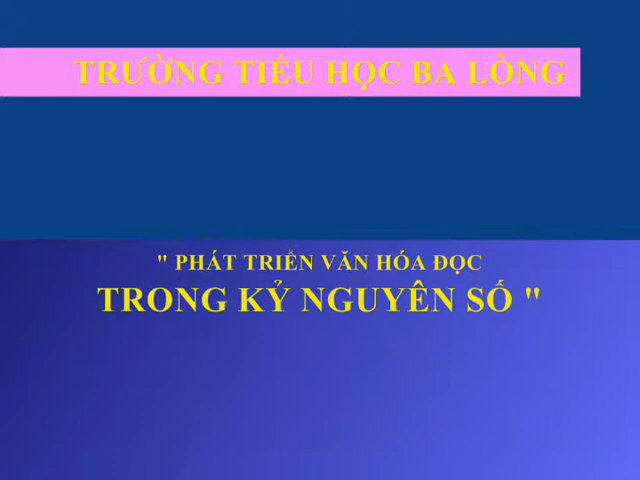 TRƯỜNG TIỂU HỌC BA LÒNG
" PHÁT TRIỂN VĂN HÓA ĐỌC
TRONG KỶ NGUYÊN SỐ "